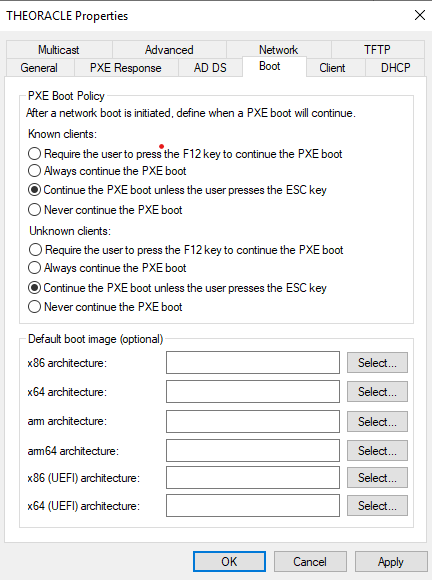 THEORACLE Properties
Multicast Advanced Network TFTP
General PXE Response AD DS Boot Client DHCP
PXE Boot Policy
After a network boot is initiated, define when a PXE boot will continue.
Known clients:
Require the user to press the F12 key to continue the PXE boot
Always continue the PXE boot
Continue the PXE boot unless the user presses the ESC key
Never continue the PXE boot
Unknown clients:
Require the user to press the F12 key to continue the PXE boot
Always continue the PXE boot
Continue the PXE boot unless the user presses the ESC key
Never continue the PXE boot
Default boot image (optional)
x86 architecture: Select...
x64 architecture: Select...
arm architecture: Select...
arm64 architecture: Select...
x86 (UEFI) architecture: Select...
x64 (UEFI) architecture: Select...
OK Cancel Apply